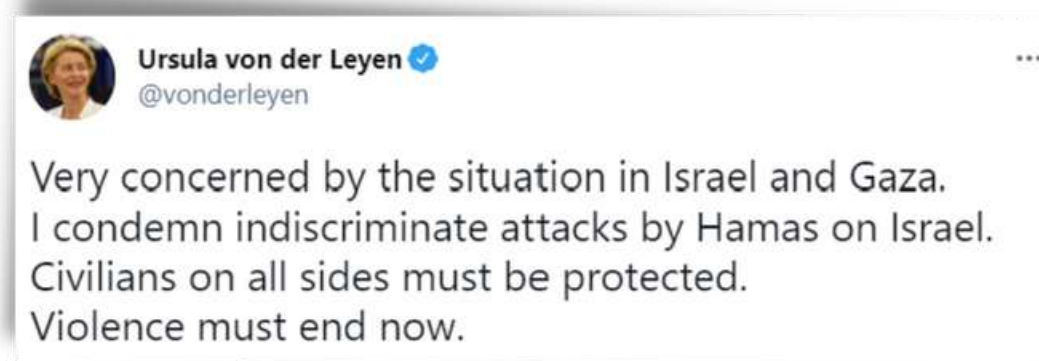 Ursula von der Leyen
@vonderleyen
Very concerned by the situation in Israel and Gaza.
I condemn indiscriminate attacks by Hamas on Israel.
Civilians on all sides must be protected.
Violence must end now.